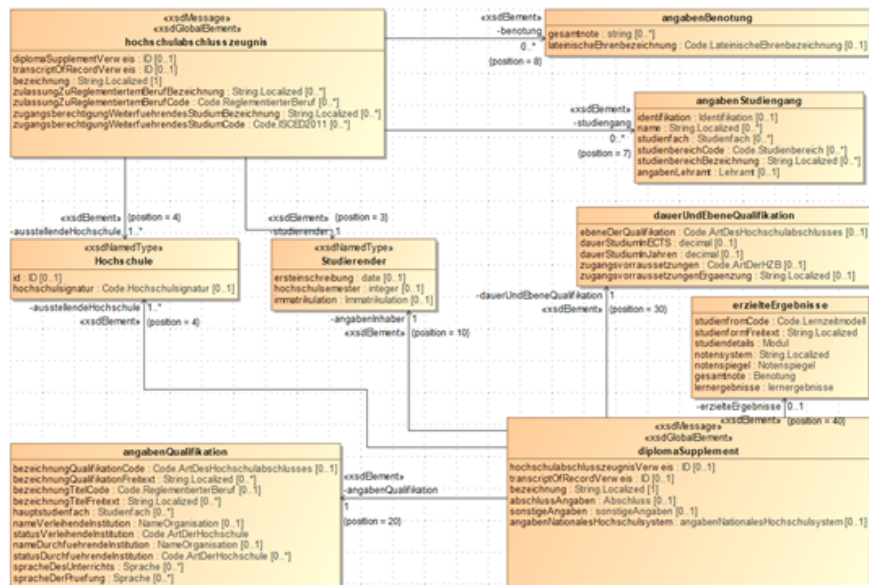 «xsdMessage»
«xsdGlobalElement»
hochschulabschlusszeugnis
diplomaSupplementVerweis : ID [0..1]
transcriptOfRecordVerweis : ID [0..1]
bezeichnung : String.Localized [1]
zulassungZuReglementiertemBerufBezeichnung : String.Localized [0..*]
zulassungZuReglementiertemBerufCode : Code.ReglementierterBeruf [0..*]
zugangsberechtigungWeiterfuehrendesStudiumBezeichnung : String.Localized [0..*]
zugangsberechtigungWeiterfuehrendesStudiumCode : Code.ISCED2011 [0..*]
«xsdElement»
-benotung
0..*
(position = 8)
angabenBenotung
gesamtnote : string [0..*]
lateinischeEhrenbezeichnung : Code.LateinischeEhrenbezeichnung [0..1]
«xsdElement»
-studiengang
0..*
(position = 7)
angabenStudiengang
identifikation : Identifikation [0..1]
name : String.Localized [0..*]
studienfach : Studienfach [0..*]
studienbereichCode : Code.Studienbereich [0..*]
studienbereichBezeichnung : String.Localized [0..*]
angabenLehramt : Lehramt [0..1]
«xsdElement» (position = 4)
-ausstellendeHochschule 1..*
«xsdElement» (position = 3)
-studierender 1
«xsdNamedType»
Hochschule
id : ID [0..1]
hochschulsignatur : Code.Hochschulsignatur [0..1]
«xsdNamedType»
Studierender
ersteinschreibung : date [0..1]
hochschulsemester : integer [0..1]
immatrikulation : Immatrikulation [0..1]
dauerUndEbeneQualifikation
ebeneDerQualifikation : Code.ArtDesHochschulabschlusses [0..1]
dauerStudiumInECTS : decimal [0..1]
dauerStudiumInJahren : decimal [0..1]
zugangsvorraussetzungen : Code.ArtDerHZB [0..*]
zugangsvorraussetzungenErgaenzung : String.Localized [0..1]
-ausstellendeHochschule 1..*
«xsdElement» (position = 4)
-angabenInhaber 1
«xsdElement» (position = 10)
-dauerUndEbeneQualifikation 1
«xsdElement» (position = 30)
erzielteErgebnisse
studienfromCode : Code.Lernzeitmodell
studienformFreitext : String.Localized
studiendetails : Modul
notensystem : String.Localized
notenspiegel : Notenspiegel
gesamtnote : Benotung
lernergebnisse : lernergebnisse
-erzielteErgebnisse 0..1
«xsdElement» (position = 40)
angabenQualifikation
bezeichnungQualifikationCode : Code.ArtDesHochschulabschlusses [0..1]
bezeichnungQualifikationFreitext : String.Localized [0..*]
bezeichnungTitelCode : Code.ReglementierterBeruf [0..1]
bezeichnungTitelFreitext : String.Localized [0..*]
hauptstudienfach : Studienfach [0..*]
nameVerleihendeInstitution : NameOrganisation [0..1]
statusVerleihendeInstitution : Code.ArtDerHochschule
nameDurchfuehrendeInstitution : NameOrganisation [0..1]
statusDurchfuehrendeInstitution : Code.ArtDerHochschule [0..*]
spracheDesUnterrichts : Sprache [0..*]
spracheDerPruefung : Sprache [0..*]
«xsdElement»
-angabenQualifikation
1
(position = 20)
«xsdMessage»
«xsdGlobalElement»
diplomaSupplement
hochschulabschlusszeugnisVerweis : ID [0..1]
transcriptOfRecordVerweis : ID [0..1]
bezeichnung : String.Localized [1]
abschlussAngaben : Abschluss [0..1]
sonstigeAngaben : sonstigeAngaben [0..1]
angabenNationalesHochschulsystem : angabenNationalesHochschulsystem [0..1]